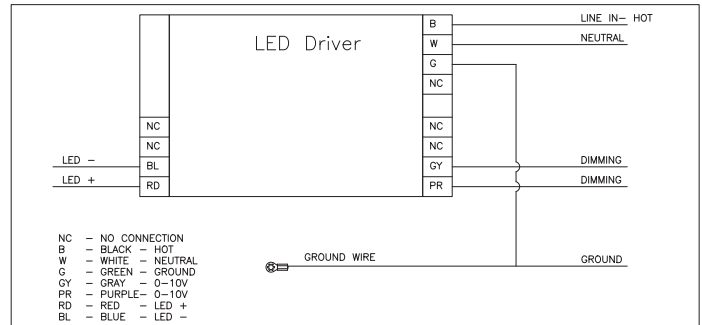 B LINE IN– HOT
LED Driver W NEUTRAL
G
NC
NC NC
NC NC
LED – BL GY DIMMING
LED + RD PR DIMMING
NC – NO CONNECTION
B – BLACK – HOT
W – WHITE – NEUTRAL
G – GREEN – GROUND
GY – GRAY – 0–10V
PR – PURPLE– 0–10V
RD – RED – LED +
BL – BLUE – LED –
GROUND WIRE GROUND